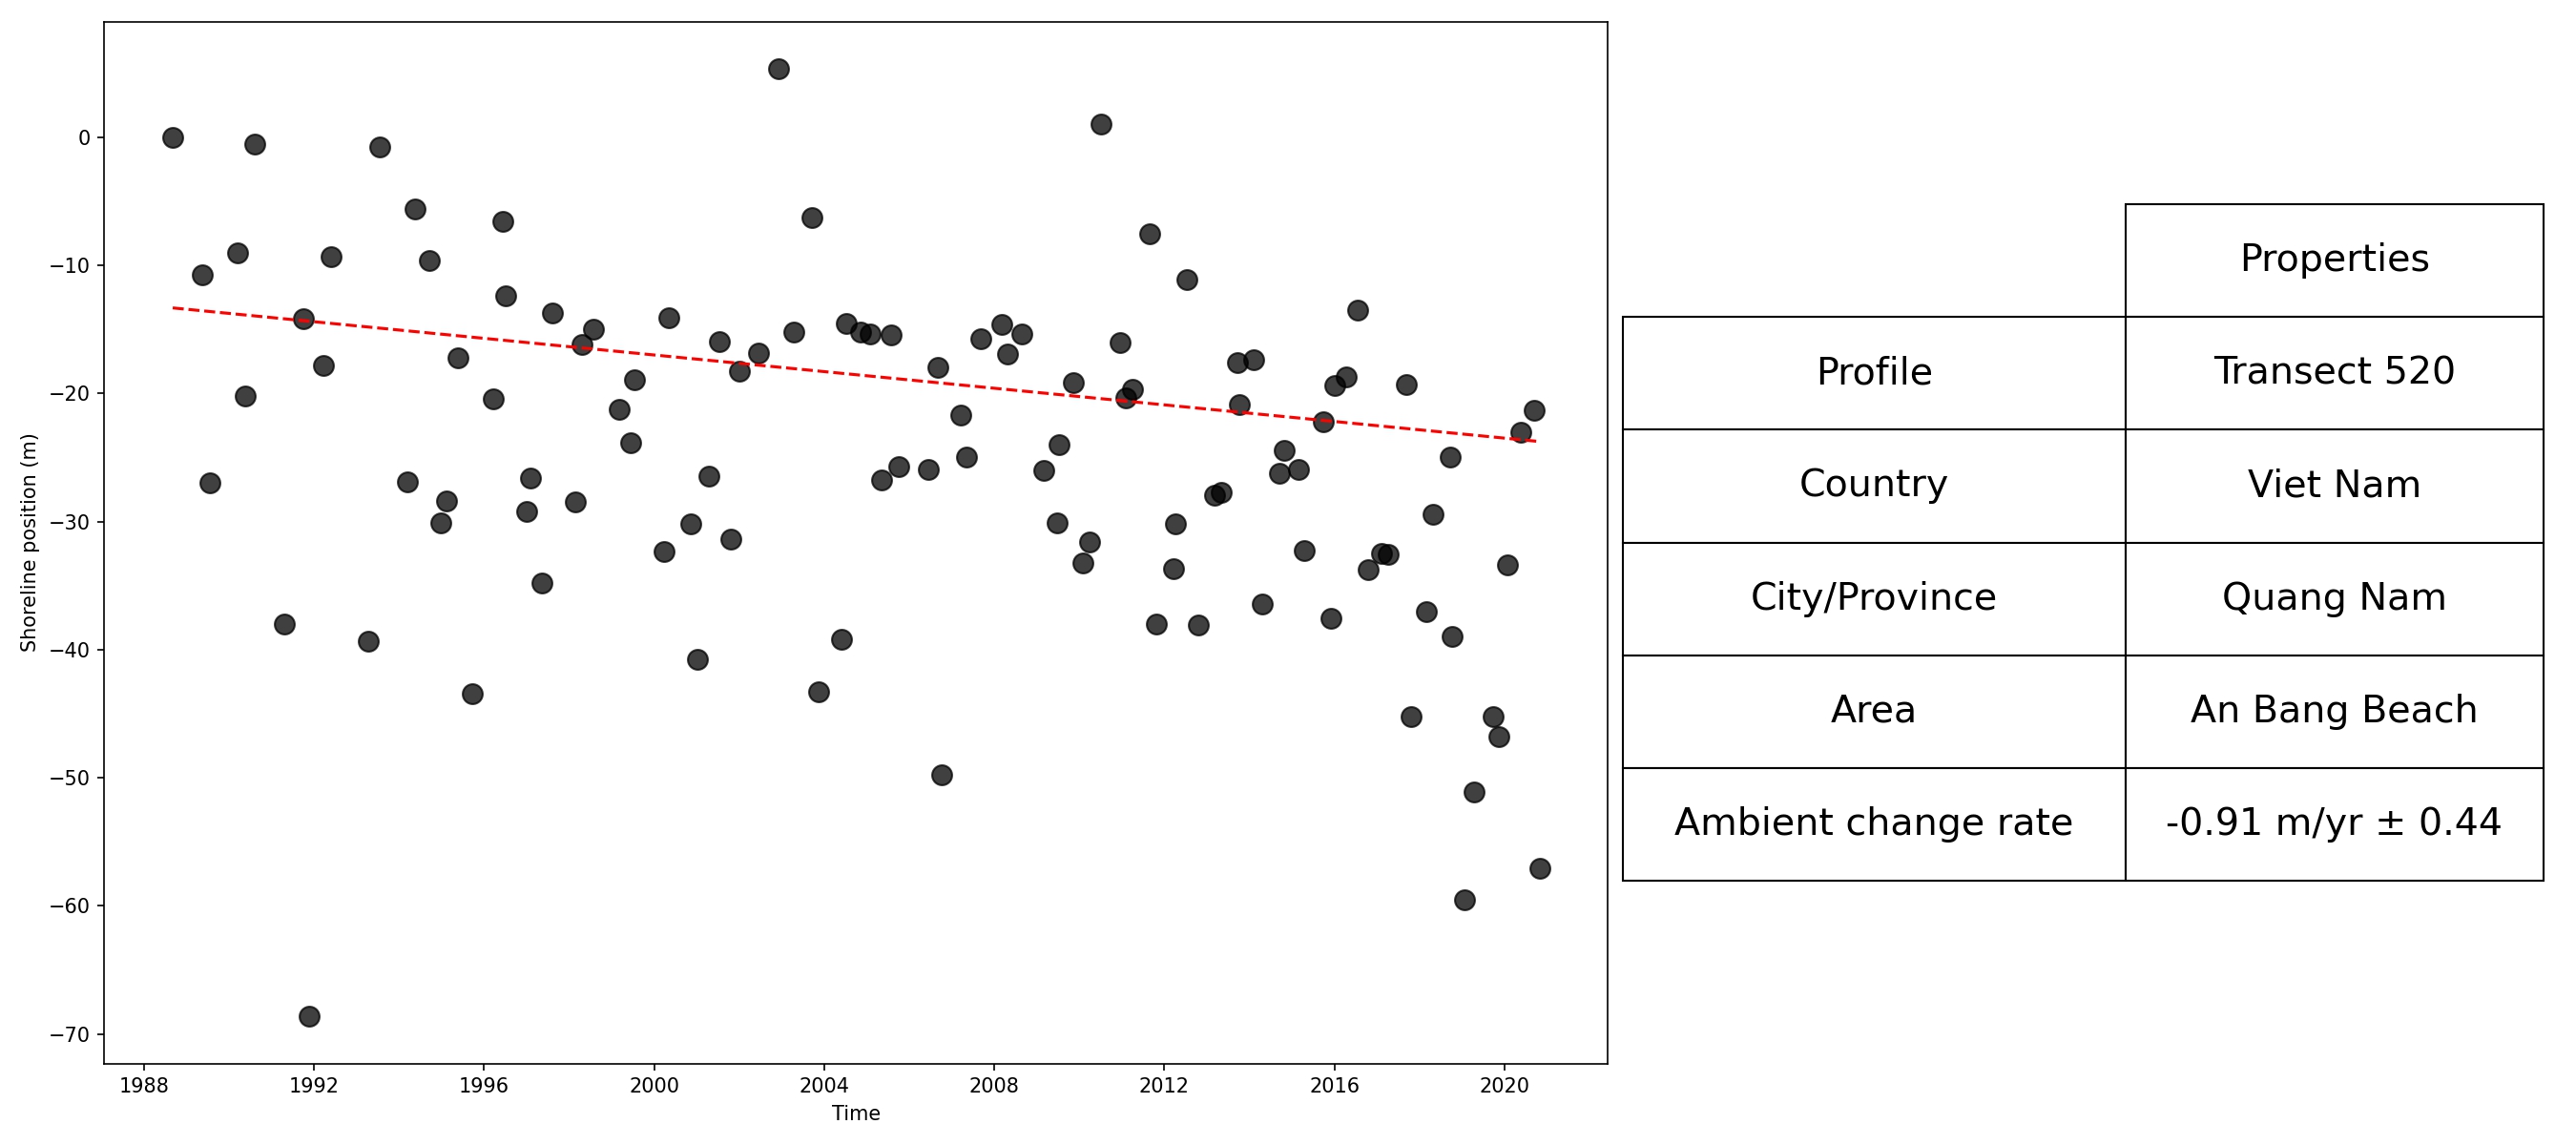 0
−10
−20
−30
−40
−50
−60
−70
Shoreline position (m)
1988 1992 1996 2000 2004 2008 2012 2016 2020
Time
Properties
Profile Transect 520
Country Viet Nam
City/Province Quang Nam
Area An Bang Beach
Ambient change rate -0.91 m/yr ± 0.44